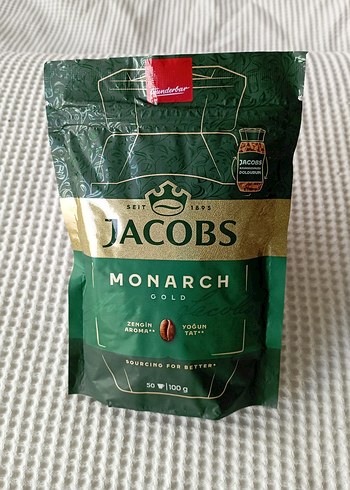 Wunderbar
JACOBS
SEIT 1895
JACOBS
MONARCH
GOLD
ZENGİN AROMA**
YOĞUN TAT**
SOURCING FOR BETTER*
50 | 100 g